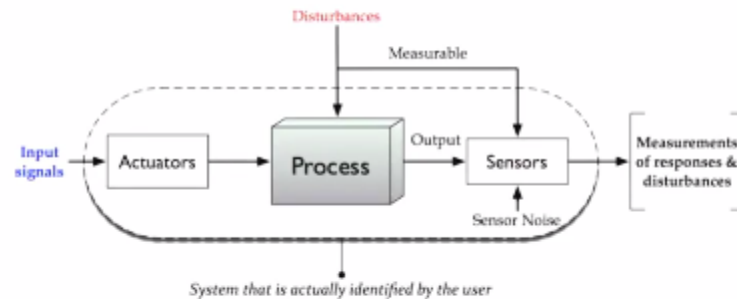 Disturbances
Measurable
Input
signals
Actuators
Process
Output
Sensors
Measurements
of responses &
disturbances
Sensor Noise
System that is actually identified by the user